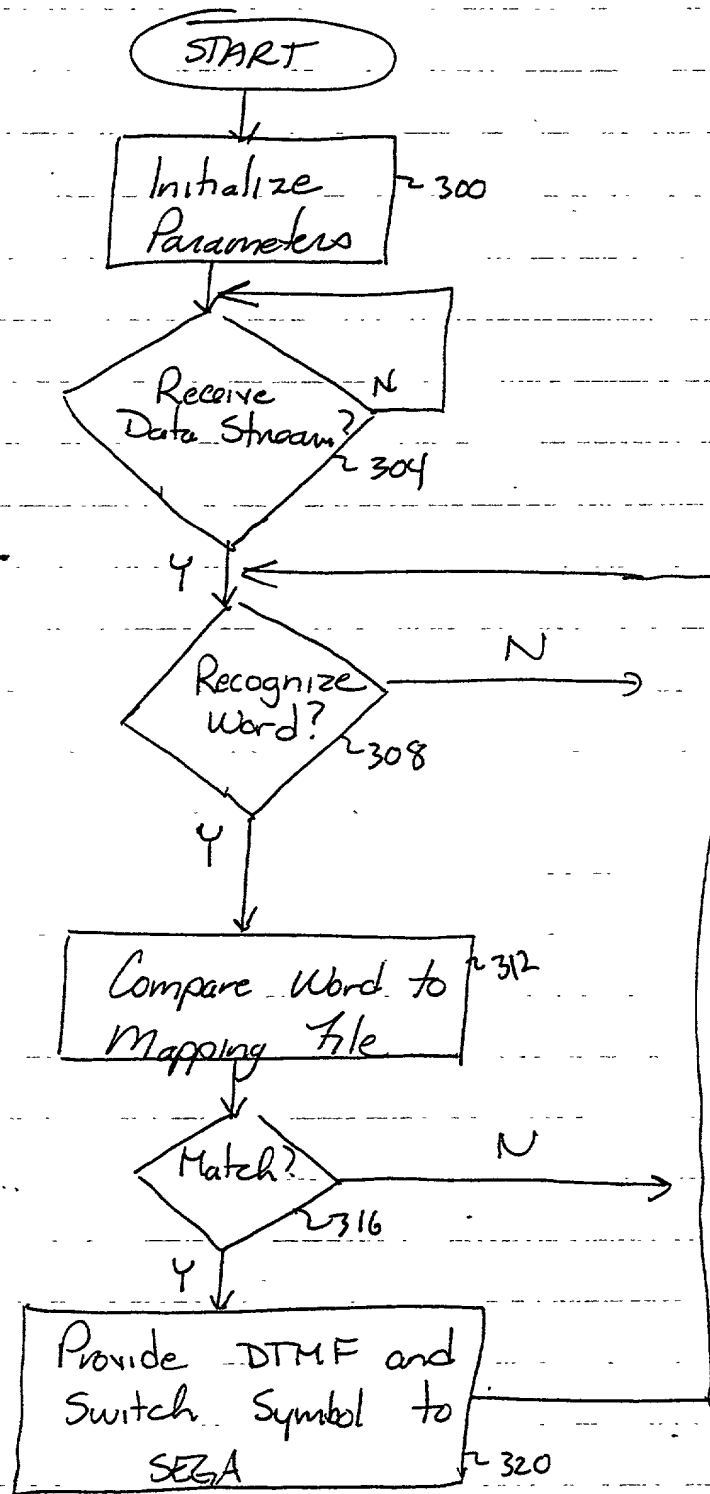 START
Initialize
Parameters
300
Receive
Data Stream?
N
304
Y
Recognize
Word?
N
308
Y
Compare Word to
Mapping File
312
Match?
N
316
Y
Provide DTMF and
Switch Symbol to
SEGA
320